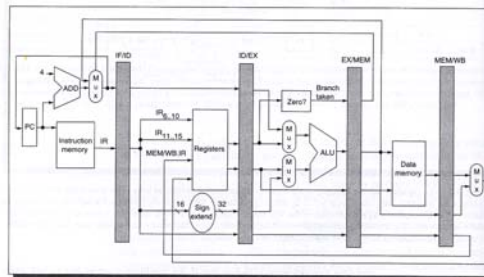 IF/ID
ID/EX
EX/MEM
MEM/WB
4
ADD
M
u
x
Branch
taken
Zero?
PC
Instruction
memory
IR
IR6..10
IR11..15
MEM/WB.IR
Registers
M
u
x
M
u
x
ALU
Data
memory
M
u
x
16
Sign
extend
32